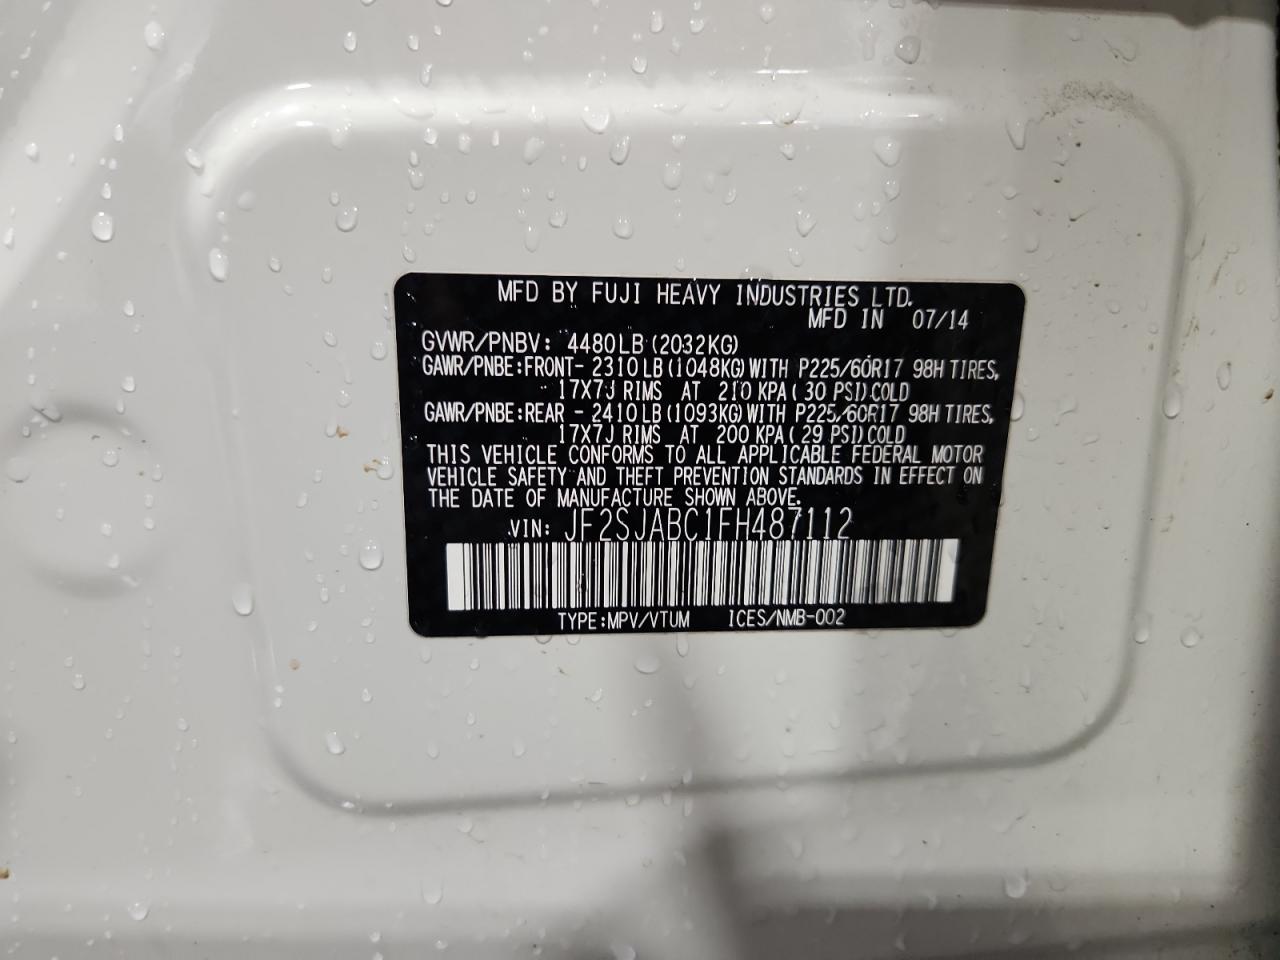 MFD BY FUJI HEAVY INDUSTRIES LTD.
MFD IN 07/14
GVWR/PNBV: 4480LB (2032KG)
GAWR/PNBE:FRONT- 2310LB (1048KG) WITH P225/60R17 98H TIRES,
17X7J RIMS AT 210 KPA ( 30 PSI) COLD
GAWR/PNBE:REAR - 2410LB (1093KG) WITH P225/60R17 98H TIRES,
17X7J RIMS AT 200 KPA ( 29 PSI) COLD
THIS VEHICLE CONFORMS TO ALL APPLICABLE FEDERAL MOTOR
VEHICLE SAFETY AND THEFT PREVENTION STANDARDS IN EFFECT ON
THE DATE OF MANUFACTURE SHOWN ABOVE.
VIN: JF2SJABC1FH487112
TYPE:MPV/VTUM ICES/NMB-002